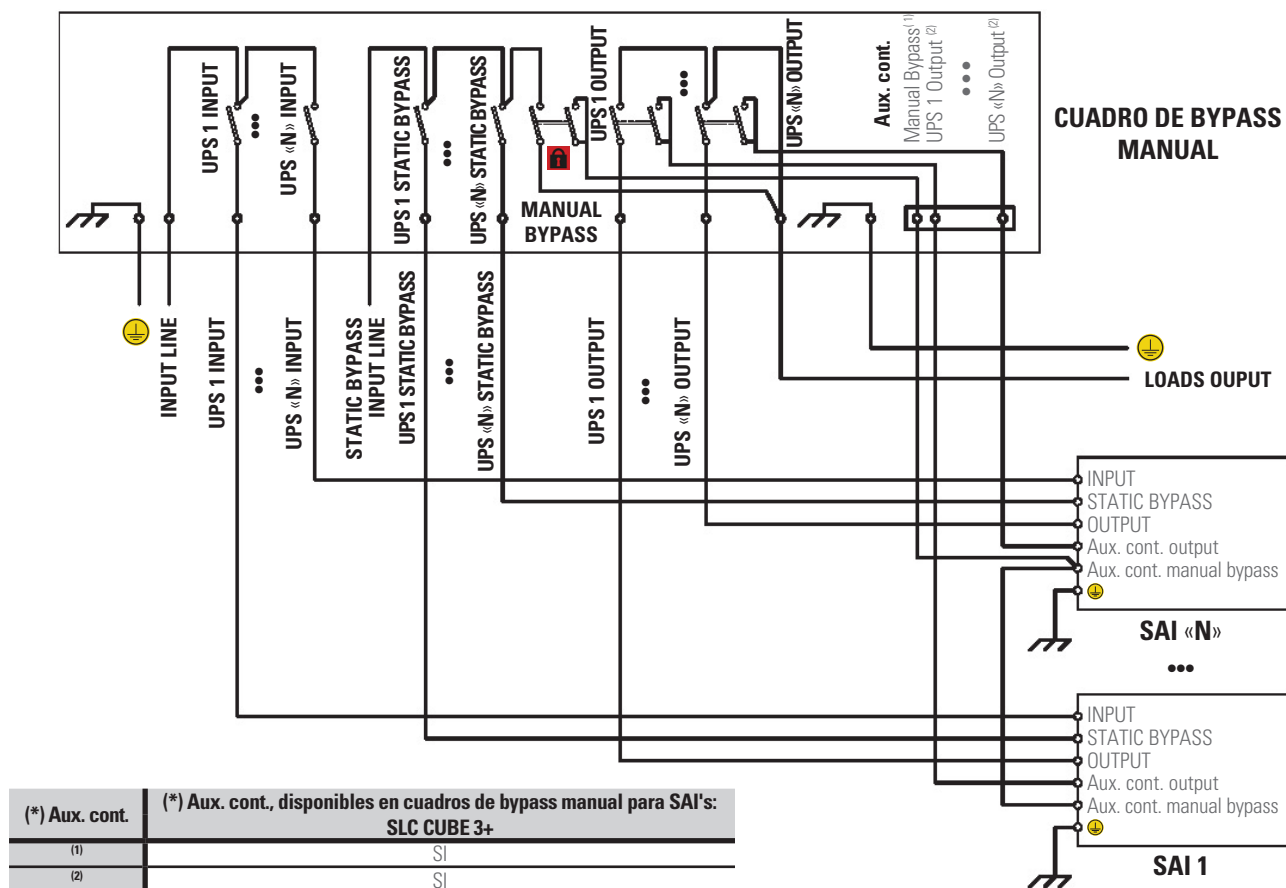 UPS 1 INPUT
•••
UPS «N» INPUT
UPS 1 STATIC BYPASS
•••
UPS «N» STATIC BYPASS
MANUAL
BYPASS
UPS 1 OUTPUT
•••
UPS «N» OUTPUT
Aux. cont.
Manual Bypass(1)
UPS 1 Output (2)
•••
UPS «N» Output (2)
CUADRO DE BYPASS
MANUAL
INPUT LINE
UPS 1 INPUT
•••
UPS «N» INPUT
STATIC BYPASS
INPUT LINE
UPS 1 STATIC BYPASS
•••
UPS «N» STATIC BYPASS
UPS 1 OUTPUT
•••
UPS «N» OUTPUT
LOADS OUPUT
INPUT
STATIC BYPASS
OUTPUT
Aux. cont. output
Aux. cont. manual bypass
SAI «N»
•••
INPUT
STATIC BYPASS
OUTPUT
Aux. cont. output
Aux. cont. manual bypass
SAI 1
(*) Aux. cont.
(*) Aux. cont., disponibles en cuadros de bypass manual para SAI's:
SLC CUBE 3+
(1) SI
(2) SI